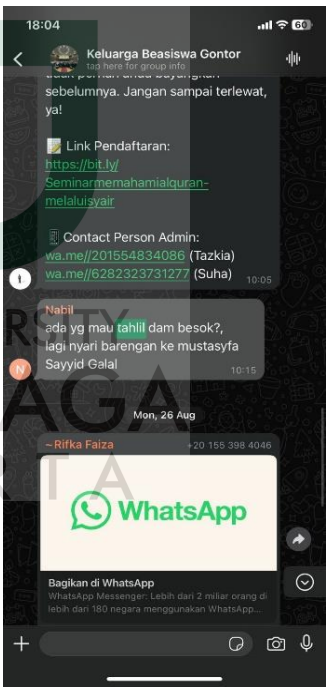 18:04
60
Keluarga Beasiswa Gontor
tap here for group info
sebelumnya. Jangan sampai terlewat,
ya!
Link Pendaftaran:
https://bit.ly/
Seminarmemahamialquran-
melaluisyair
Contact Person Admin:
wa.me//201554834086 (Tazkia)
wa.me//6282323731277 (Suha)
10:05
Nabil
ada yg mau tahlil dam besok?,
lagi nyari barengan ke mustasyfa
Sayyid Galal
10:15
N
Mon, 26 Aug
~Rifka Faiza +20 155 398 4046
WhatsApp
Bagikan di WhatsApp
WhatsApp Messenger: Lebih dari 2 miliar orang di
lebih dari 180 negara menggunakan WhatsApp...